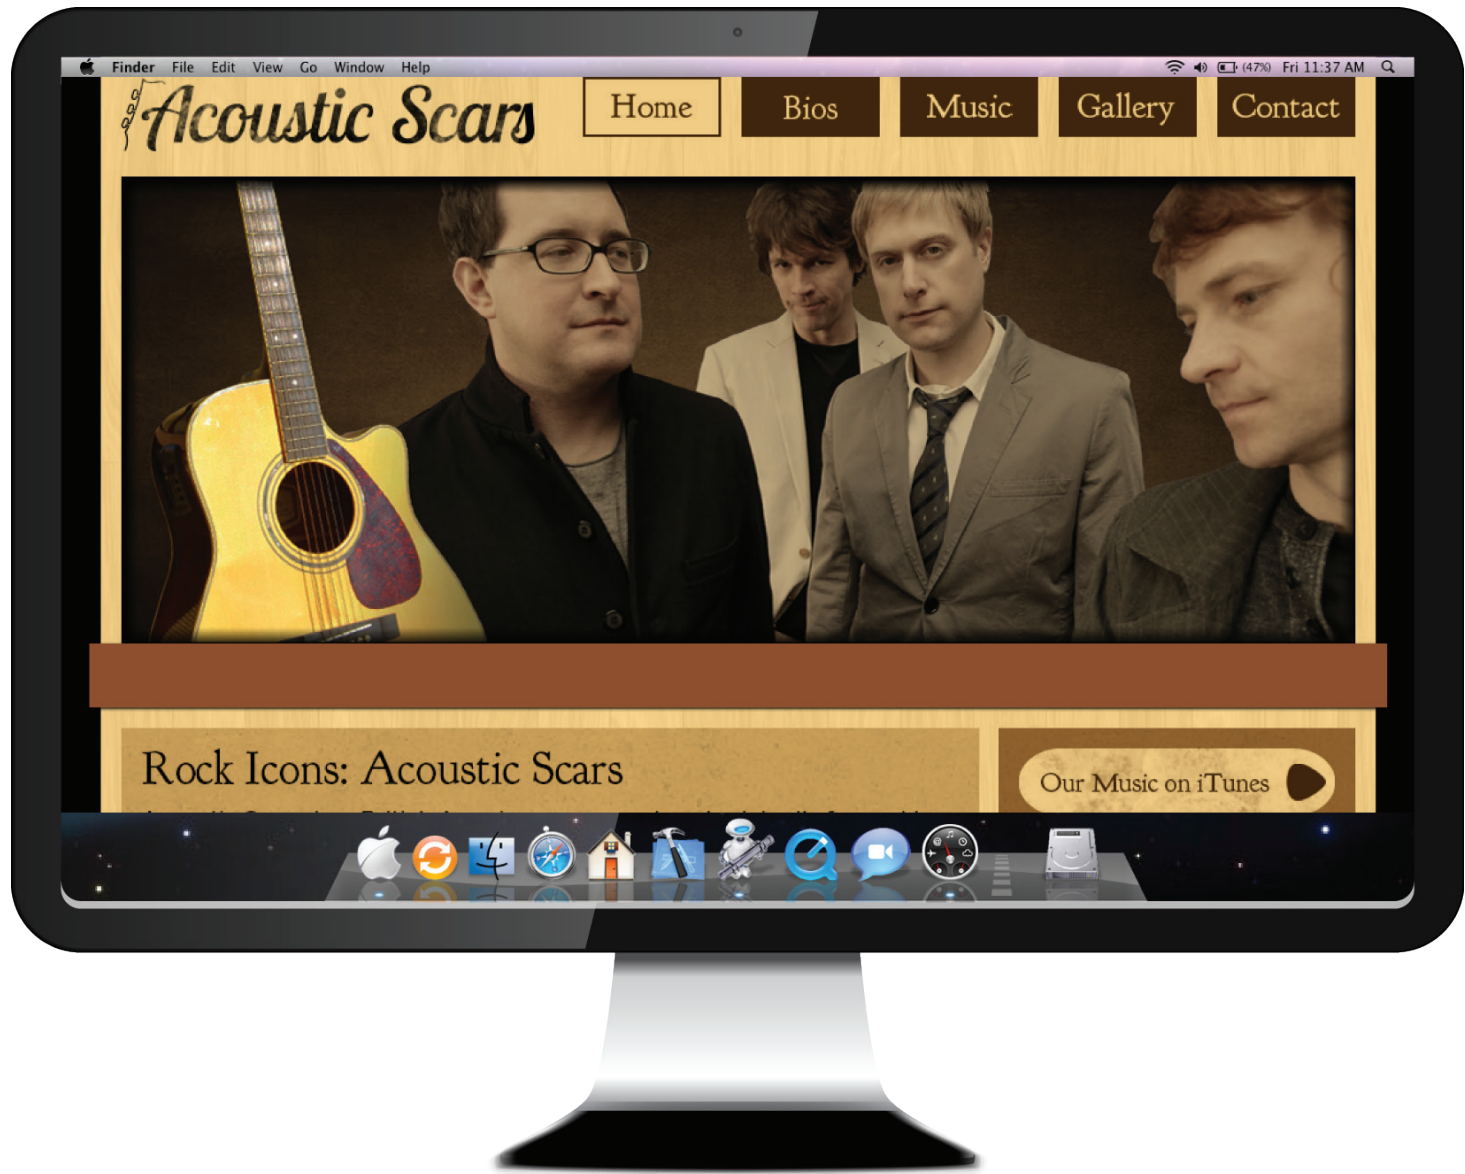 Finder File Edit View Go Window Help (47%) Fri 11:37 AM
Acoustic Scars Home Bios Music Gallery Contact
Rock Icons: Acoustic Scars
Our Music on iTunes